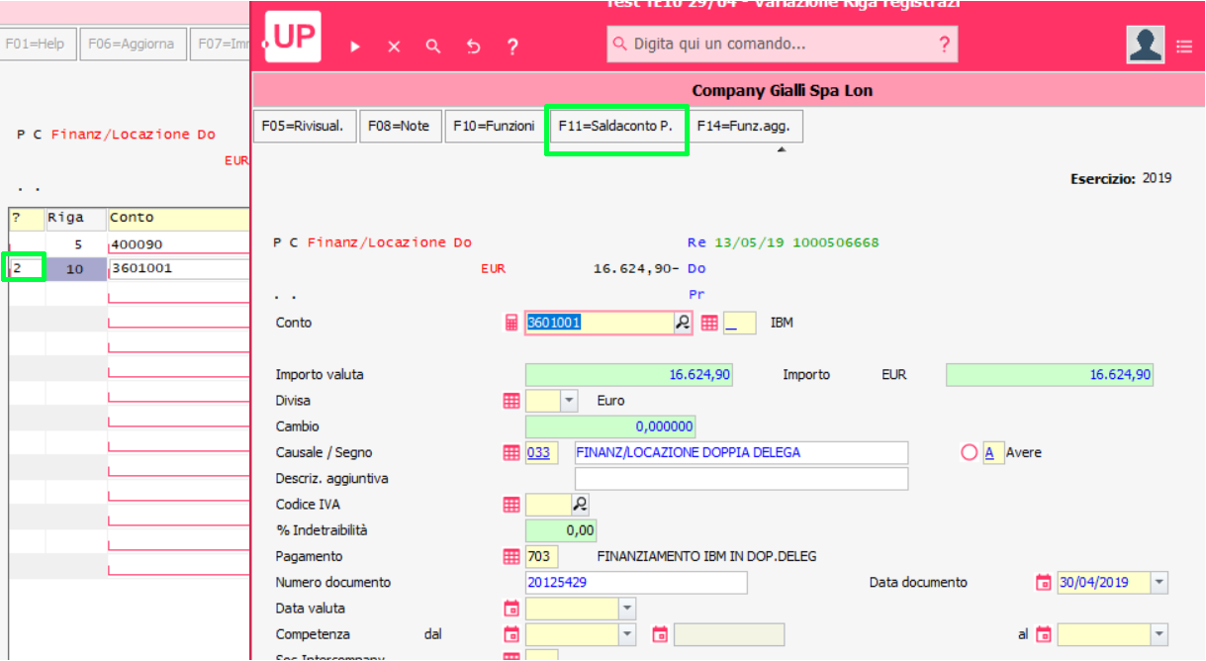 Test IE10 29/04 - Variazione Riga registrazi
F01=Help F06=Aggiorna F07=Imm
.UP
Digita qui un comando... ?
?
Company Gialli Spa Lon
F05=Rivisual. F08=Note F10=Funzioni F11=Saldaconto P. F14=Funz.agg.
Esercizio: 2019
P C Finanz/Locazione Do
EUR
. .
? Riga Conto
5 400090
2 10 3601001
P C Finanz/Locazione Do Re 13/05/19 1000506668
EUR 16.624,90- Do
. . Pr
Conto 3601001 _ IBM
Importo valuta 16.624,90 Importo EUR 16.624,90
Divisa Euro
Cambio 0,000000
Causale / Segno 033 FINANZ/LOCAZIONE DOPPIA DELEGA A Avere
Descriz. aggiuntiva
Codice IVA
% Indetraibilità 0,00
Pagamento 703 FINANZIAMENTO IBM IN DOP.DELEG
Numero documento 20125429 Data documento 30/04/2019
Data valuta
Competenza dal al
Soc Intercompany